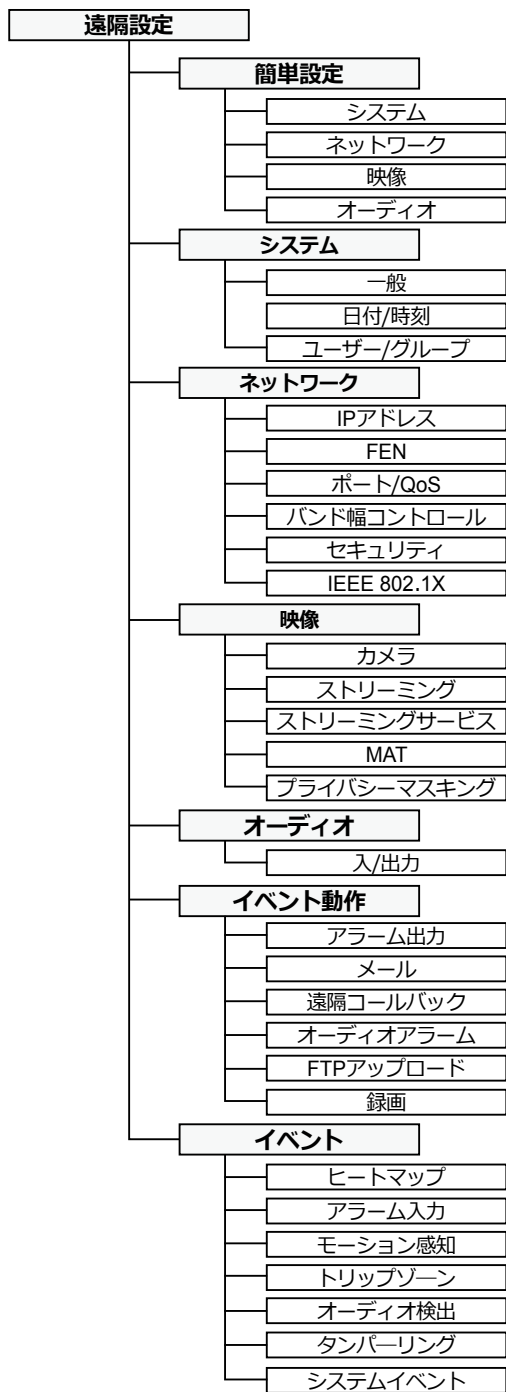 遠隔設定
簡単設定
システム
ネットワーク
映像
オーディオ
システム
一般
日付/時刻
ユーザー/グループ
ネットワーク
IPアドレス
FEN
ポート/QoS
バンド幅コントロール
セキュリティ
IEEE 802.1X
映像
カメラ
ストリーミング
ストリーミングサービス
MAT
プライバシーマスキング
オーディオ
入/出力
イベント動作
アラーム出力
メール
遠隔コールバック
オーディオアラーム
FTPアップロード
録画
イベント
ヒートマップ
アラーム入力
モーション感知
トリップゾ―ン
オーディオ検出
タンパ―リング
システムイベント